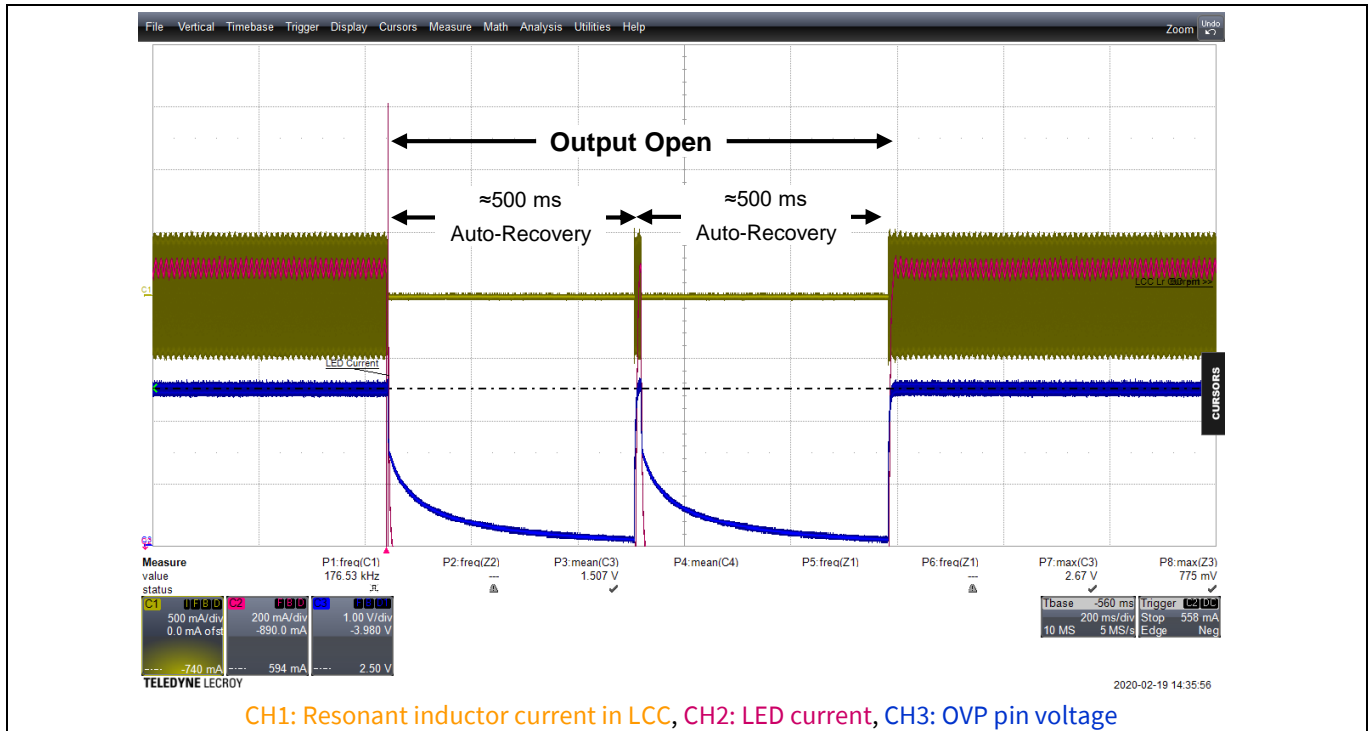 File Vertical Timebase Trigger Display Cursors Measure Math Analysis Utilities Help Zoom Undo
Output Open
≈500 ms ≈500 ms
Auto-Recovery Auto-Recovery
C1
LCC Lr
LED Current
CURSORS
C3
Measure P1:freq(C1) P2:freq(Z2) P3:mean(C3) P4:mean(C4) P5:freq(Z1) P6:freq(Z1) P7:max(C3) P8:max(Z3)
value 176.53 kHz --- 1.507 V --- 2.67 V 775 mV
status
C1 C2 C3 Tbase -560 ms Trigger C2 DC
500 mA/div 200 mA/div 1.00 V/div 200 ms/div Stop 558 mA
0.0 mA ofst -890.0 mA -3.980 V 10 MS 5 MS/s Edge Neg
-740 mA 594 mA 2.50 V
TELEDYNE LECROY 2020-02-19 14:35:56
CH1: Resonant inductor current in LCC, CH2: LED current, CH3: OVP pin voltage